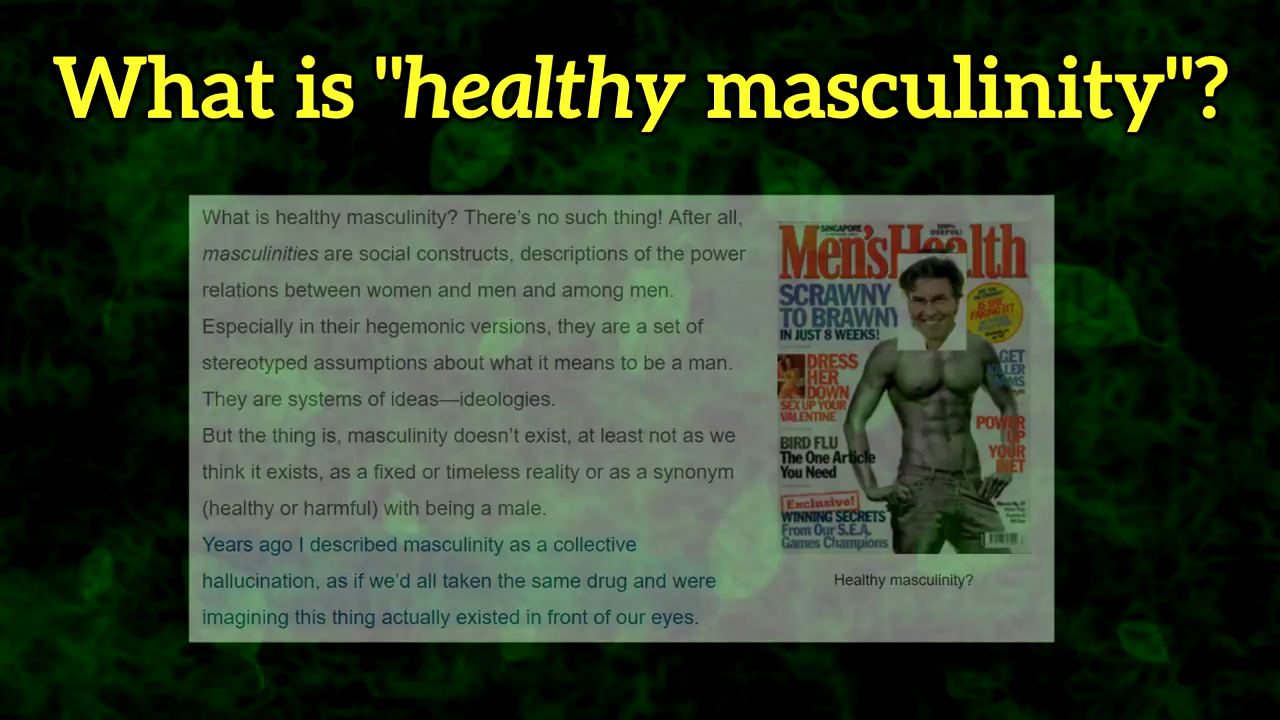 What is "healthy masculinity"?
What is healthy masculinity? There's no such thing! After all,
masculinities are social constructs, descriptions of the power
relations between women and men and among men.
Especially in their hegemonic versions, they are a set of
stereotyped assumptions about what it means to be a man.
They are systems of ideas—ideologies.
But the thing is, masculinity doesn't exist, at least not as we
think it exists, as a fixed or timeless reality or as a synonym
(healthy or harmful) with being a male.
Years ago I described masculinity as a collective
hallucination, as if we'd all taken the same drug and were
imagining this thing actually existed in front of our eyes.
SINGAPORE
100%
USEFUL!
Men's Health
SCRAWNY
TO BRAWNY
IN JUST 8 WEEKS!
IS SHE
FAKING IT?
DRESS
HER
DOWN
SEX UP YOUR
VALENTINE
GET
BIRD FLU
The One Article
You Need
POWER
UP
YOUR
Exclusive!
WINNING SECRETS
From Our S.E.A.
Games Champions
Healthy masculinity?